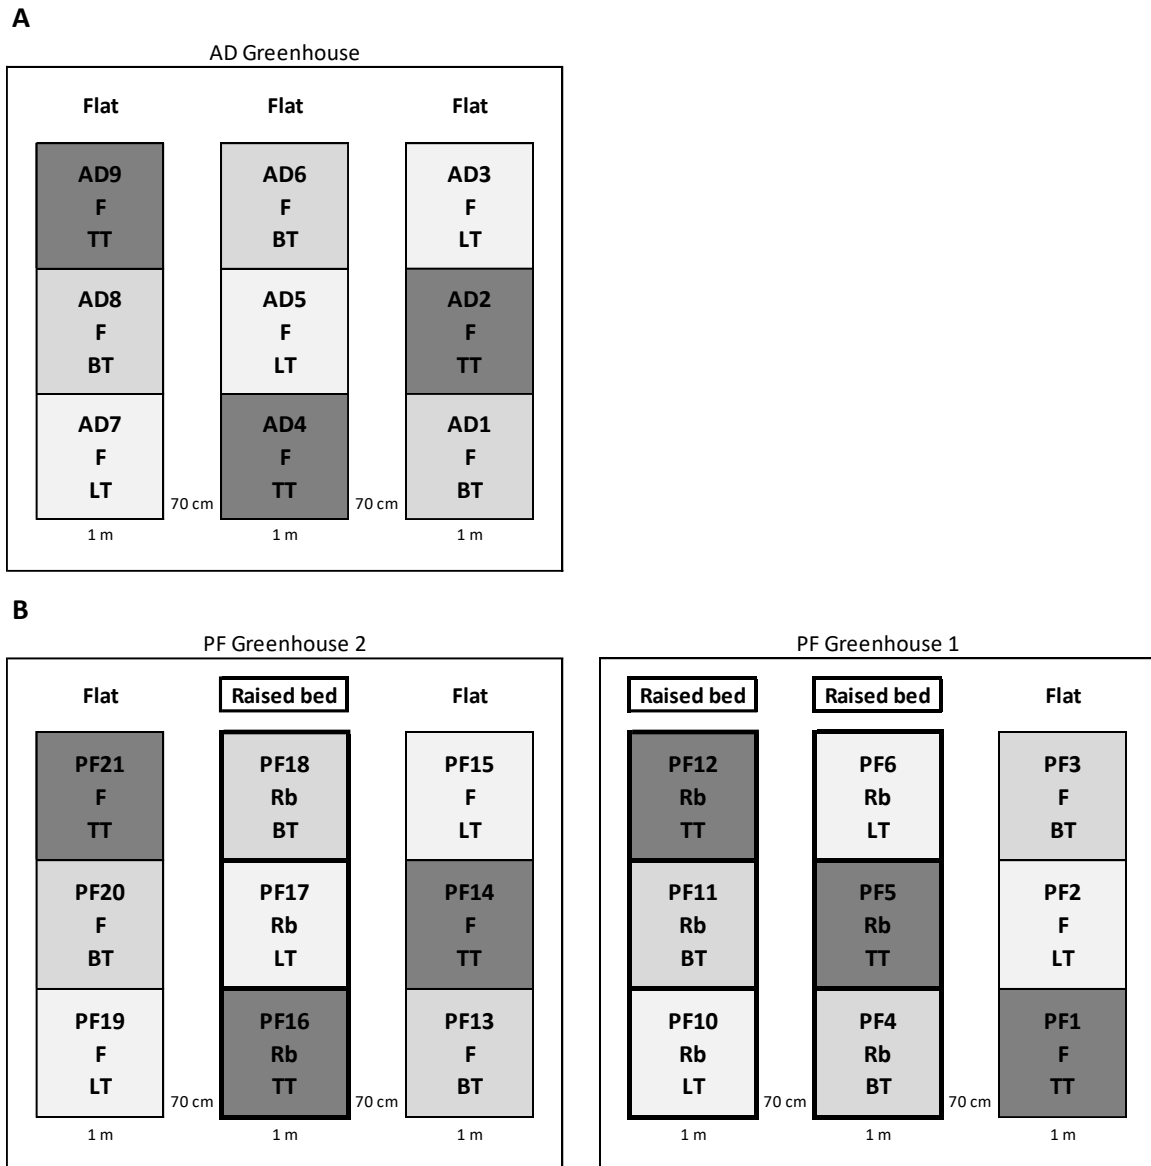 A
AD Greenhouse
Flat Flat Flat
AD9 AD6 AD3
F F F
TT BT LT
AD8 AD5 AD2
F F F
BT LT TT
AD7 AD4 AD1
F F F
LT TT BT
70 cm 70 cm
1 m 1 m 1 m
B
PF Greenhouse 2
Flat Raised bed Flat
PF21 PF18 PF15
F Rb F
TT BT LT
PF20 PF17 PF14
F Rb F
BT LT TT
PF19 PF16 PF13
F Rb F
LT TT BT
70 cm 70 cm
1 m 1 m 1 m
PF Greenhouse 1
Raised bed Raised bed Flat
PF12 PF6 PF3
Rb Rb F
TT LT BT
PF11 PF5 PF2
Rb Rb F
BT TT LT
PF10 PF4 PF1
Rb Rb F
LT BT TT
70 cm 70 cm
1 m 1 m 1 m